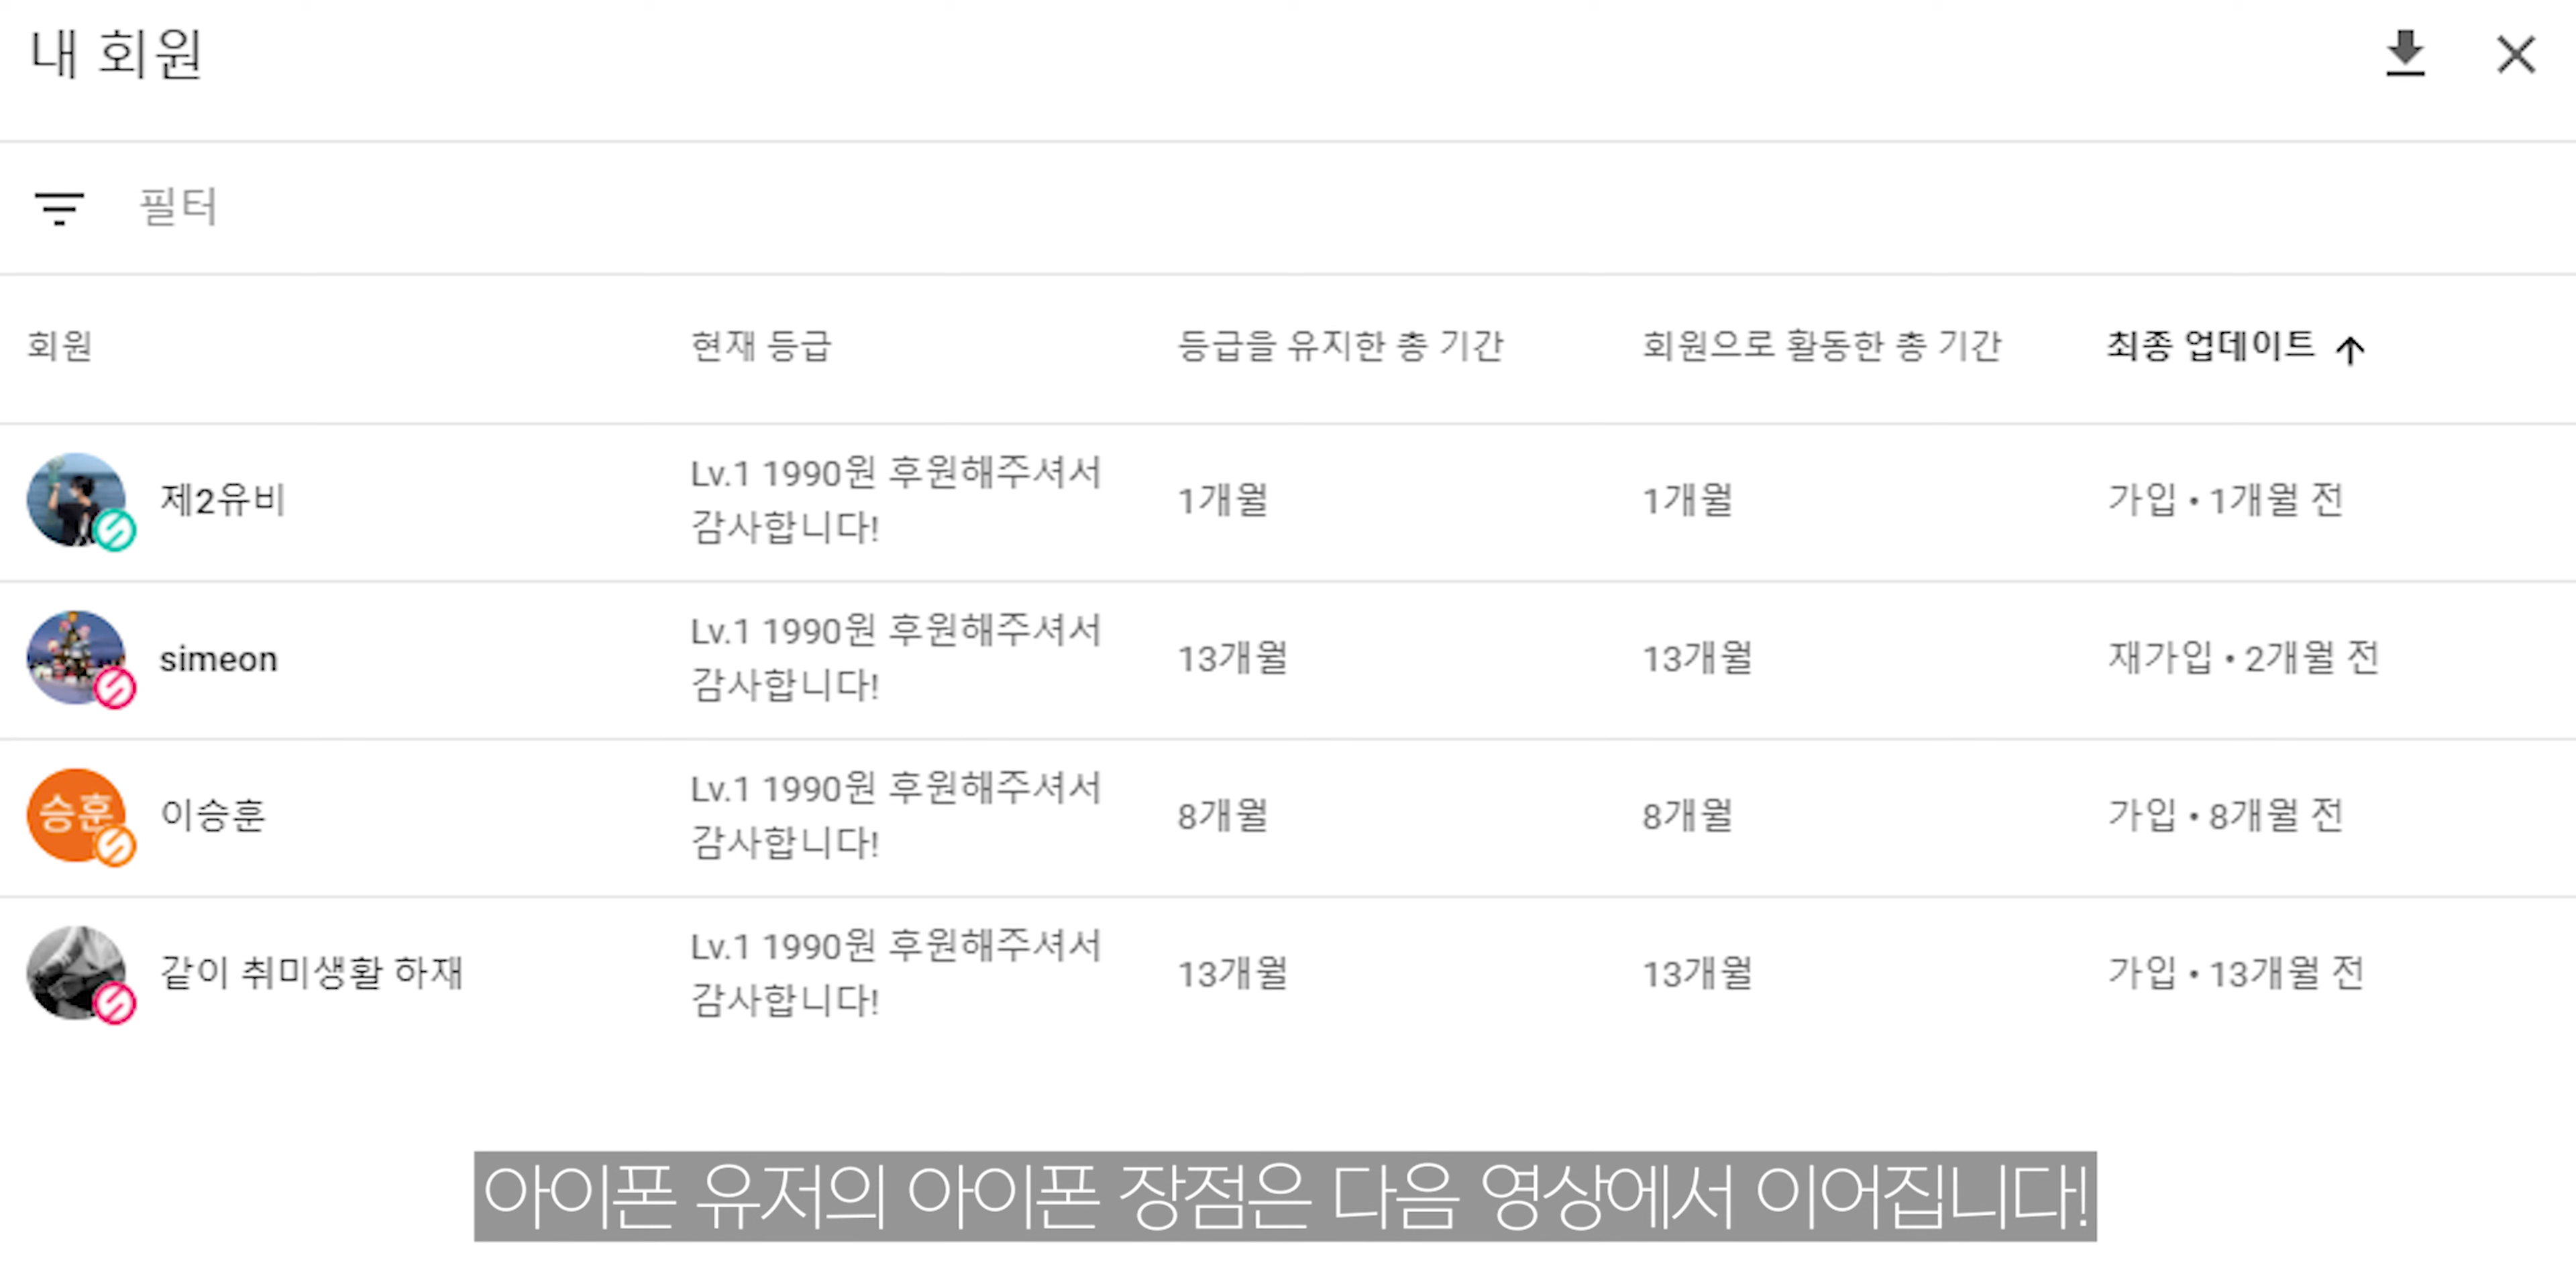 내 회원
필터
회원 현재 등급 등급을 유지한 총 기간 회원으로 활동한 총 기간 최종 업데이트
제2유비 Lv.1 1990원 후원해주셔서 감사합니다! 1개월 1개월 가입 • 1개월 전
simeon Lv.1 1990원 후원해주셔서 감사합니다! 13개월 13개월 재가입 • 2개월 전
승훈 이승훈 Lv.1 1990원 후원해주셔서 감사합니다! 8개월 8개월 가입 • 8개월 전
같이 취미생활 하재 Lv.1 1990원 후원해주셔서 감사합니다! 13개월 13개월 가입 • 13개월 전
아이폰 유저의 아이폰 장점은 다음 영상에서 이어집니다!